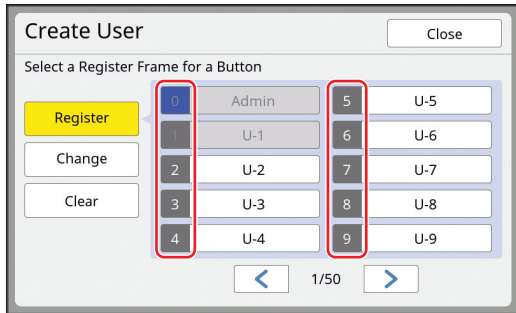 Create User Close
Select a Register Frame for a Button
Register
Change
Clear
0 Admin 5 U-5
1 U-1 6 U-6
2 U-2 7 U-7
3 U-3 8 U-8
4 U-4 9 U-9
1/50